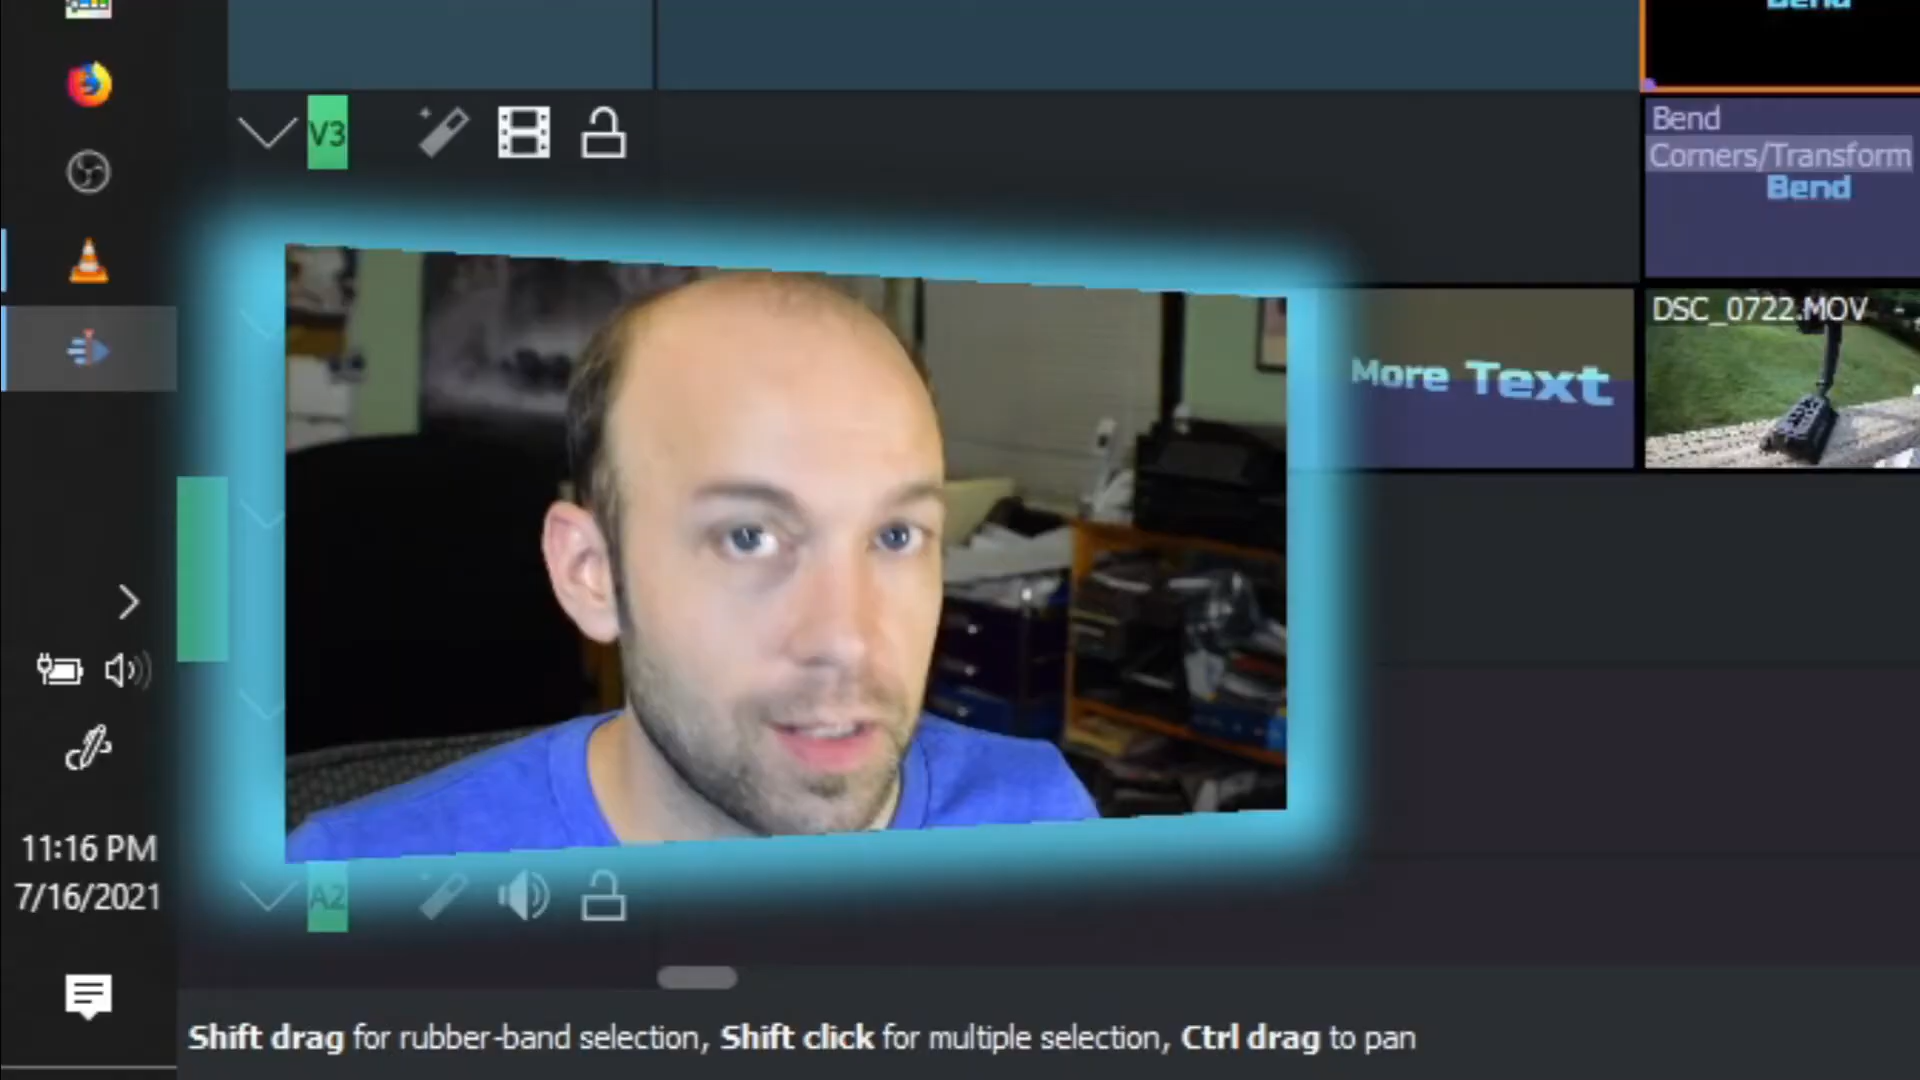 Bend
V3
Bend
Corners/Transform
Bend
DSC_0722.MOV -
More Text
11:16 PM
7/16/2021
A2
Shift drag for rubber-band selection, Shift click for multiple selection, Ctrl drag to pan